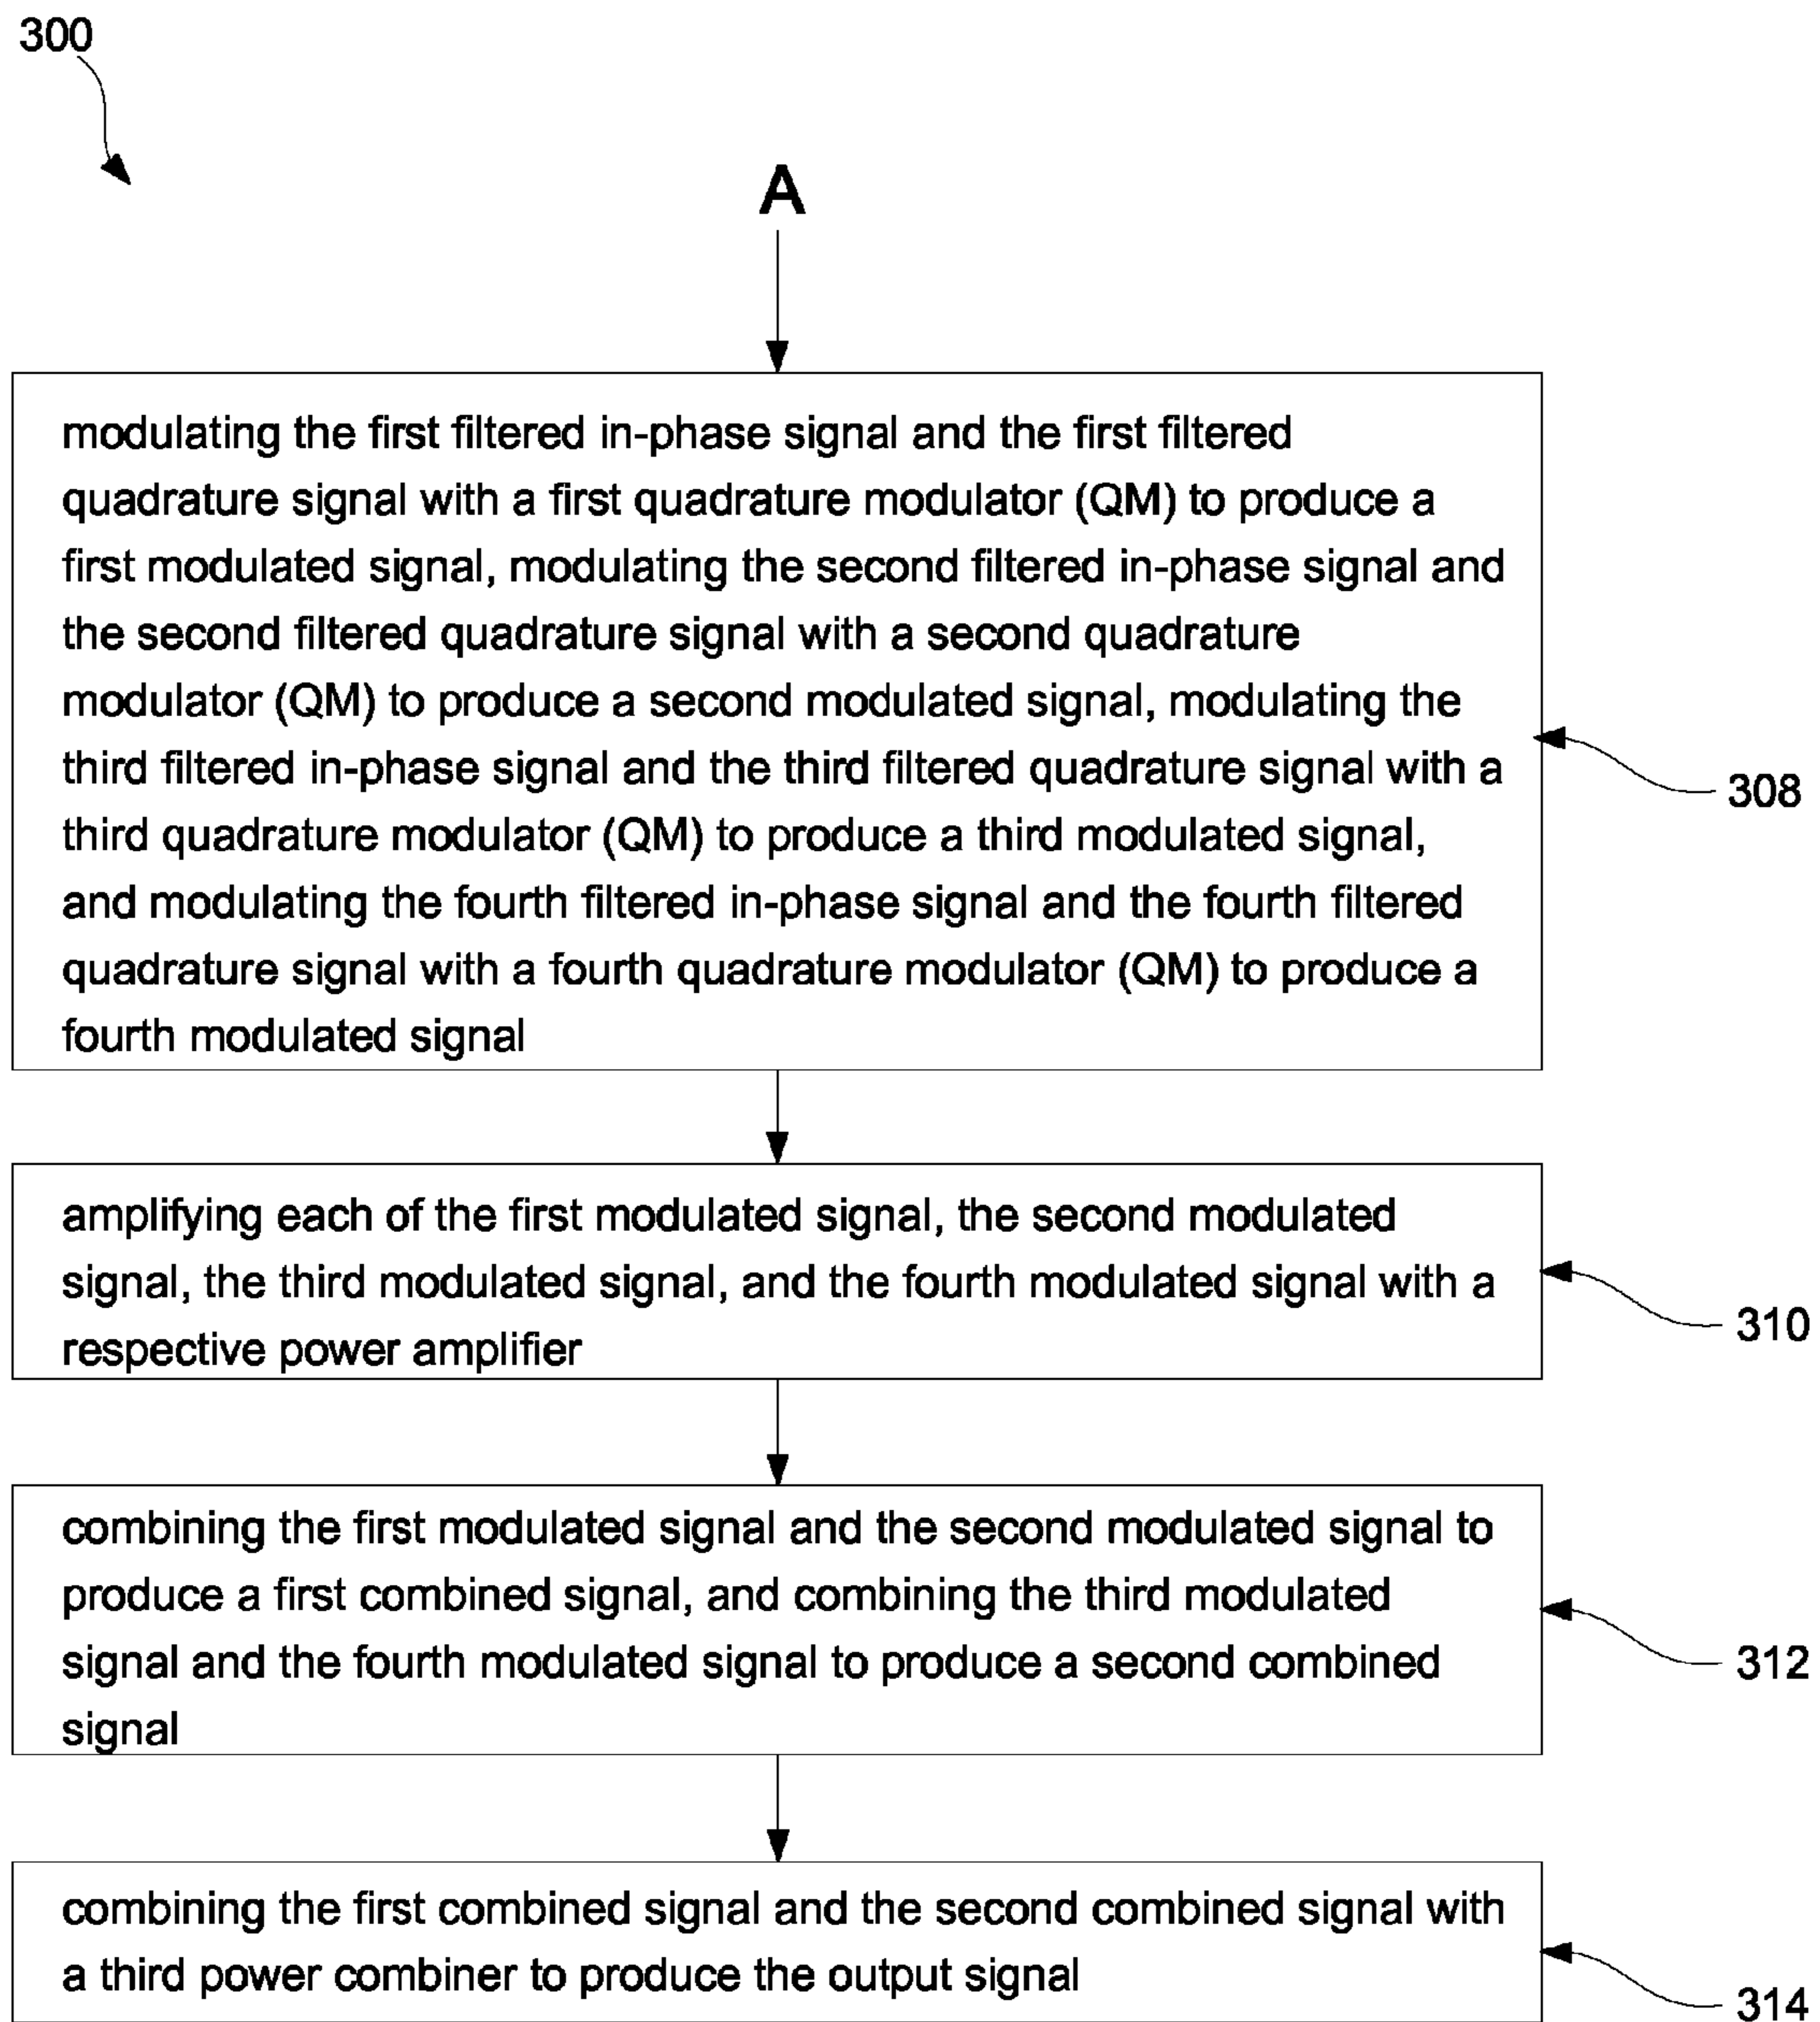 300
A
modulating the first filtered in-phase signal and the first filtered
quadrature signal with a first quadrature modulator (QM) to produce a
first modulated signal, modulating the second filtered in-phase signal and
the second filtered quadrature signal with a second quadrature
modulator (QM) to produce a second modulated signal, modulating the
third filtered in-phase signal and the third filtered quadrature signal with a
third quadrature modulator (QM) to produce a third modulated signal,
and modulating the fourth filtered in-phase signal and the fourth filtered
quadrature signal with a fourth quadrature modulator (QM) to produce a
fourth modulated signal
308
amplifying each of the first modulated signal, the second modulated
signal, the third modulated signal, and the fourth modulated signal with a
respective power amplifier
310
combining the first modulated signal and the second modulated signal to
produce a first combined signal, and combining the third modulated
signal and the fourth modulated signal to produce a second combined
signal
312
combining the first combined signal and the second combined signal with
a third power combiner to produce the output signal
314